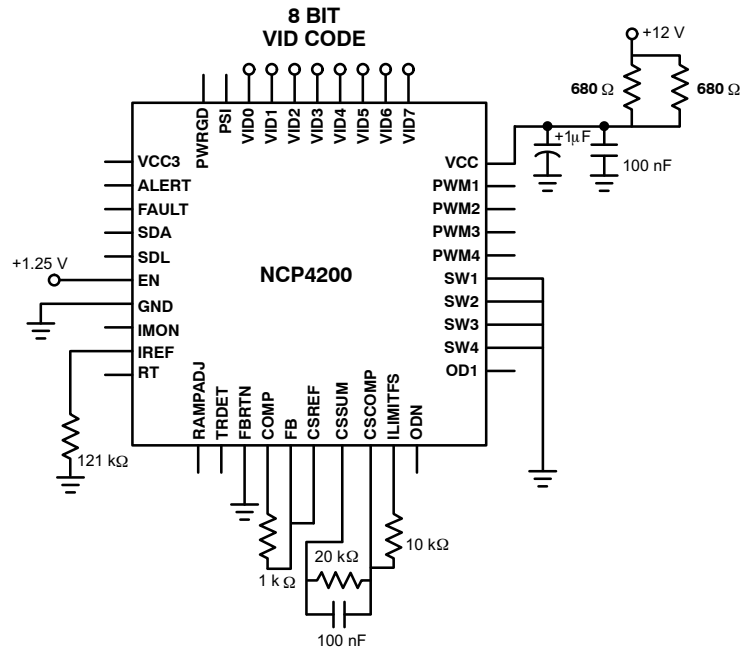 8 BIT
VID CODE
+12 V
680 Ω
680 Ω
PWRGD
PSI
VID0
VID1
VID2
VID3
VID4
VID5
VID6
VID7
+1μF
100 nF
VCC3
ALERT
FAULT
SDA
SDL
+1.25 V
EN
GND
IMON
IREF
RT
NCP4200
VCC
PWM1
PWM2
PWM3
PWM4
SW1
SW2
SW3
SW4
OD1
RAMPADJ
TRDET
FBRTN
COMP
FB
CSREF
CSSUM
CSCOMP
ILIMITFS
ODN
121 kΩ
1 kΩ
20 kΩ
10 kΩ
100 nF